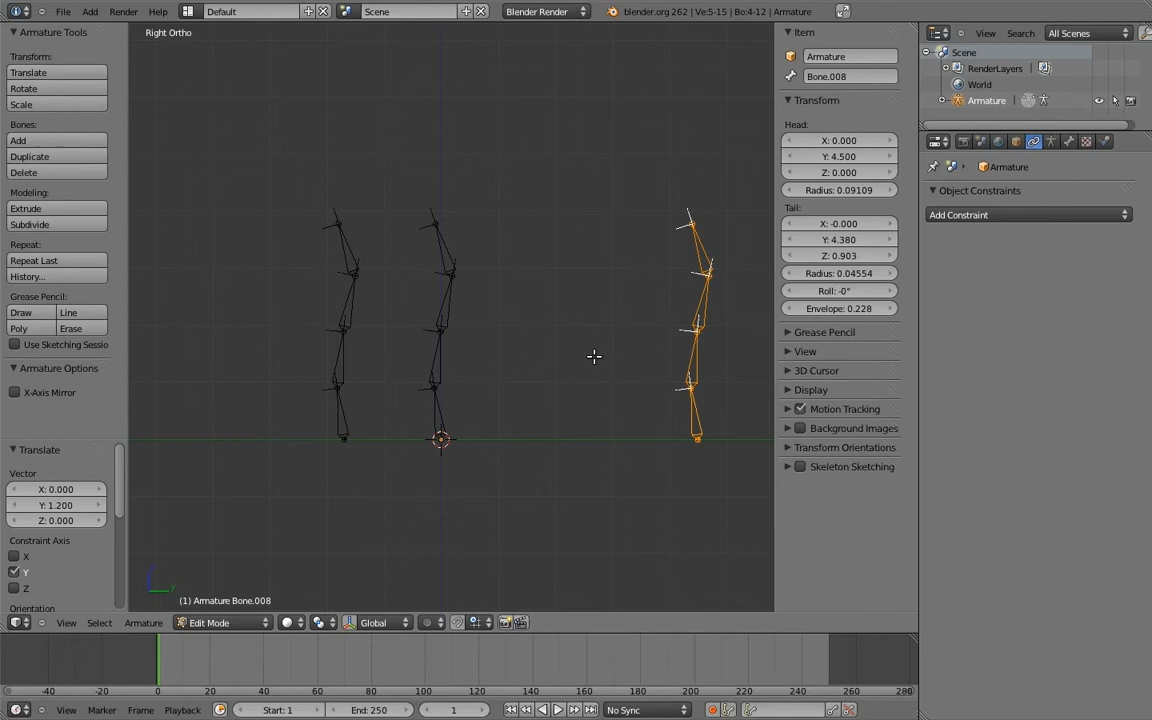 File Add Render Help Default Scene Blender Render blender.org 262 | Ve:5-15 | Bo:4-12 | Armature
Armature Tools
Transform:
Translate
Rotate
Scale
Bones:
Add
Duplicate
Delete
Modeling:
Extrude
Subdivide
Repeat:
Repeat Last
History...
Grease Pencil:
Draw Line
Poly Erase
Use Sketching Sessio
Armature Options
X-Axis Mirror
Translate
Vector
X: 0.000
Y: 1.200
Z: 0.000
Constraint Axis
X
Y
Z
Orientation
Right Ortho
y
(1) Armature Bone.008
Item
Armature
Bone.008
Transform
Head:
X: 0.000
Y: 4.500
Z: 0.000
Radius: 0.09109
Tail:
X: -0.000
Y: 4.380
Z: 0.903
Radius: 0.04554
Roll: -0°
Envelope: 0.228
Grease Pencil
View
3D Cursor
Display
Motion Tracking
Background Images
Transform Orientations
Skeleton Sketching
View Search All Scenes
Scene
RenderLayers |
World
Armature |
Armature
Object Constraints
Add Constraint
View Select Armature Edit Mode Global
-40 -20 0 20 40 60 80 100 120 140 160 180 200 220 240 260 280
View Marker Frame Playback Start: 1 End: 250 1 No Sync